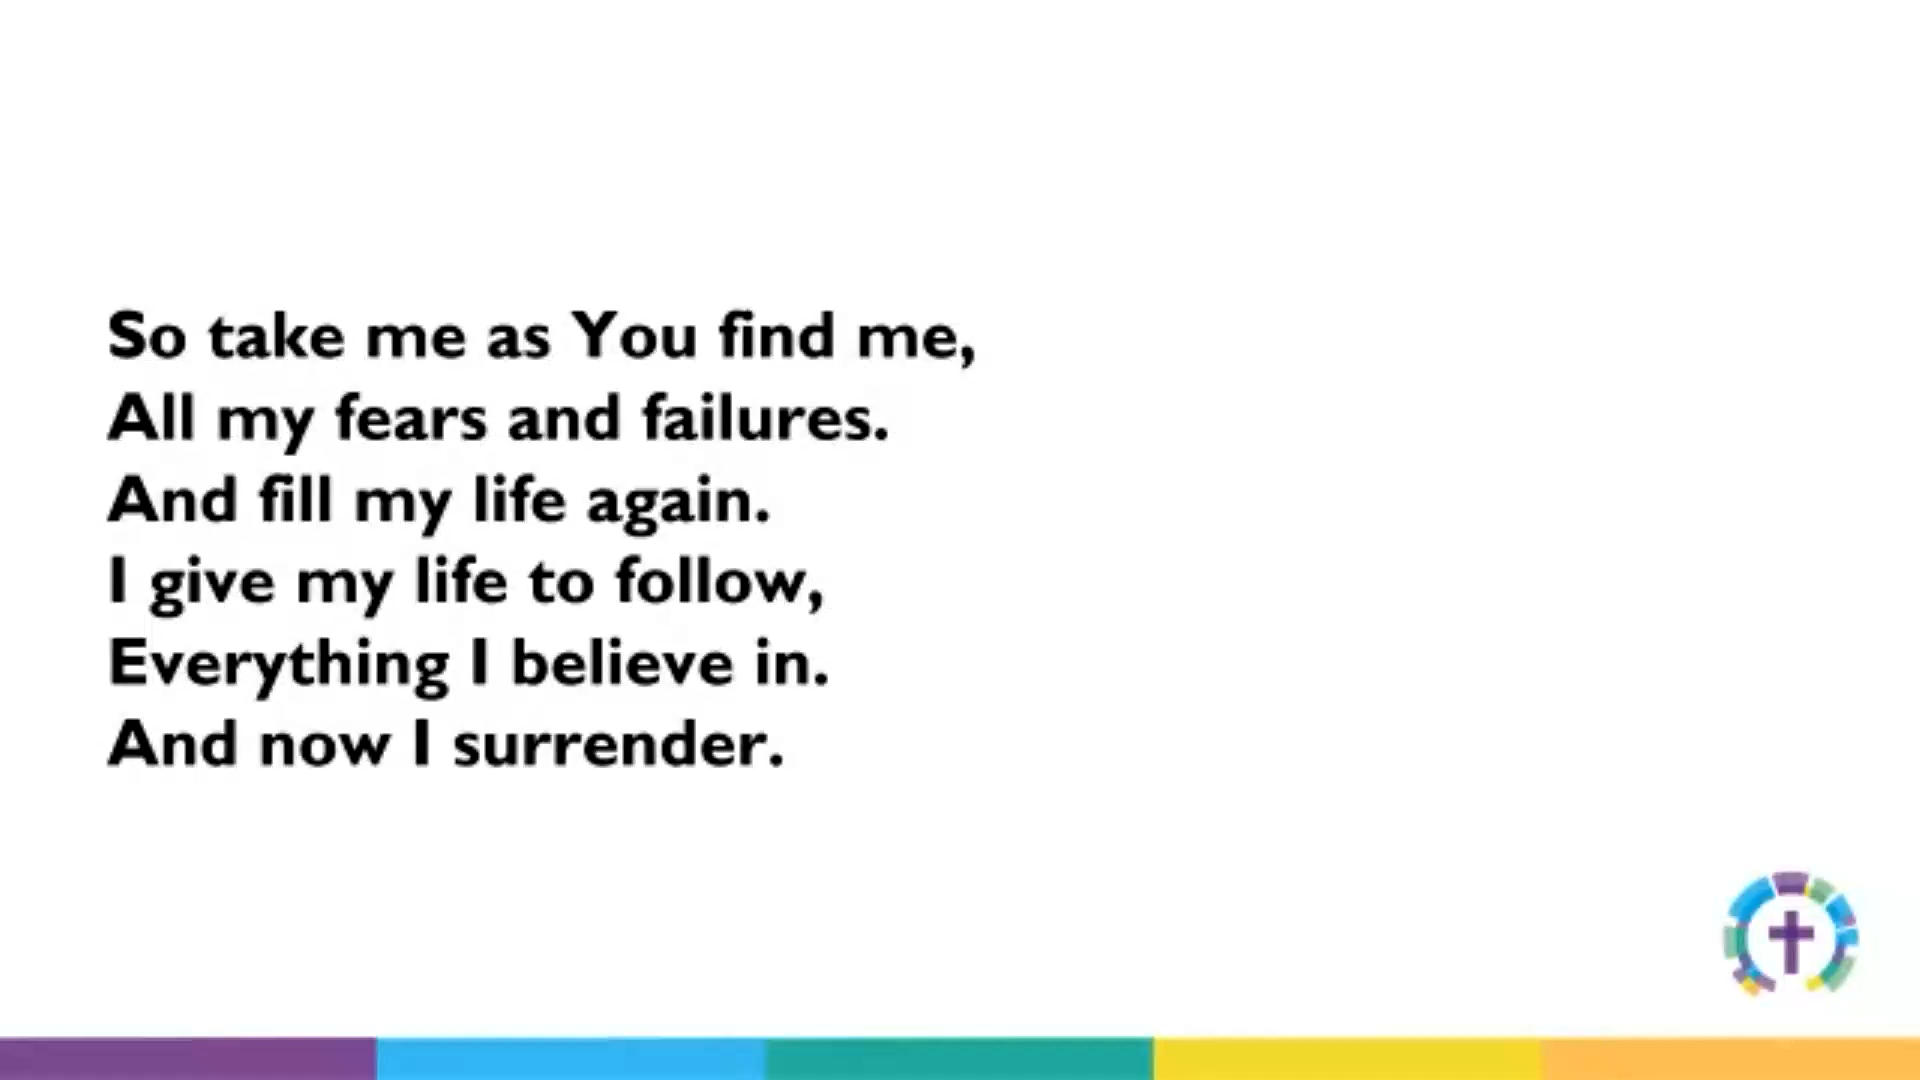 So take me as You find me,
All my fears and failures.
And fill my life again.
I give my life to follow,
Everything I believe in.
And now I surrender.